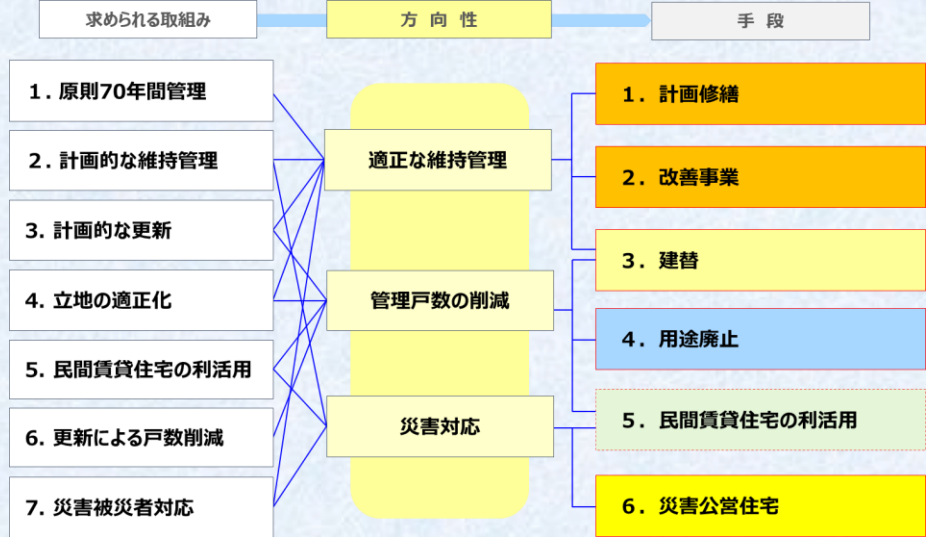 求められる取組み
方 向 性
手 段
1. 原則70年間管理
2. 計画的な維持管理
3. 計画的な更新
4. 立地の適正化
5. 民間賃貸住宅の利活用
6. 更新による戸数削減
7. 災害被災者対応
適正な維持管理
管理戸数の削減
災害対応
1. 計画修繕
2. 改善事業
3. 建替
4. 用途廃止
5. 民間賃貸住宅の利活用
6. 災害公営住宅